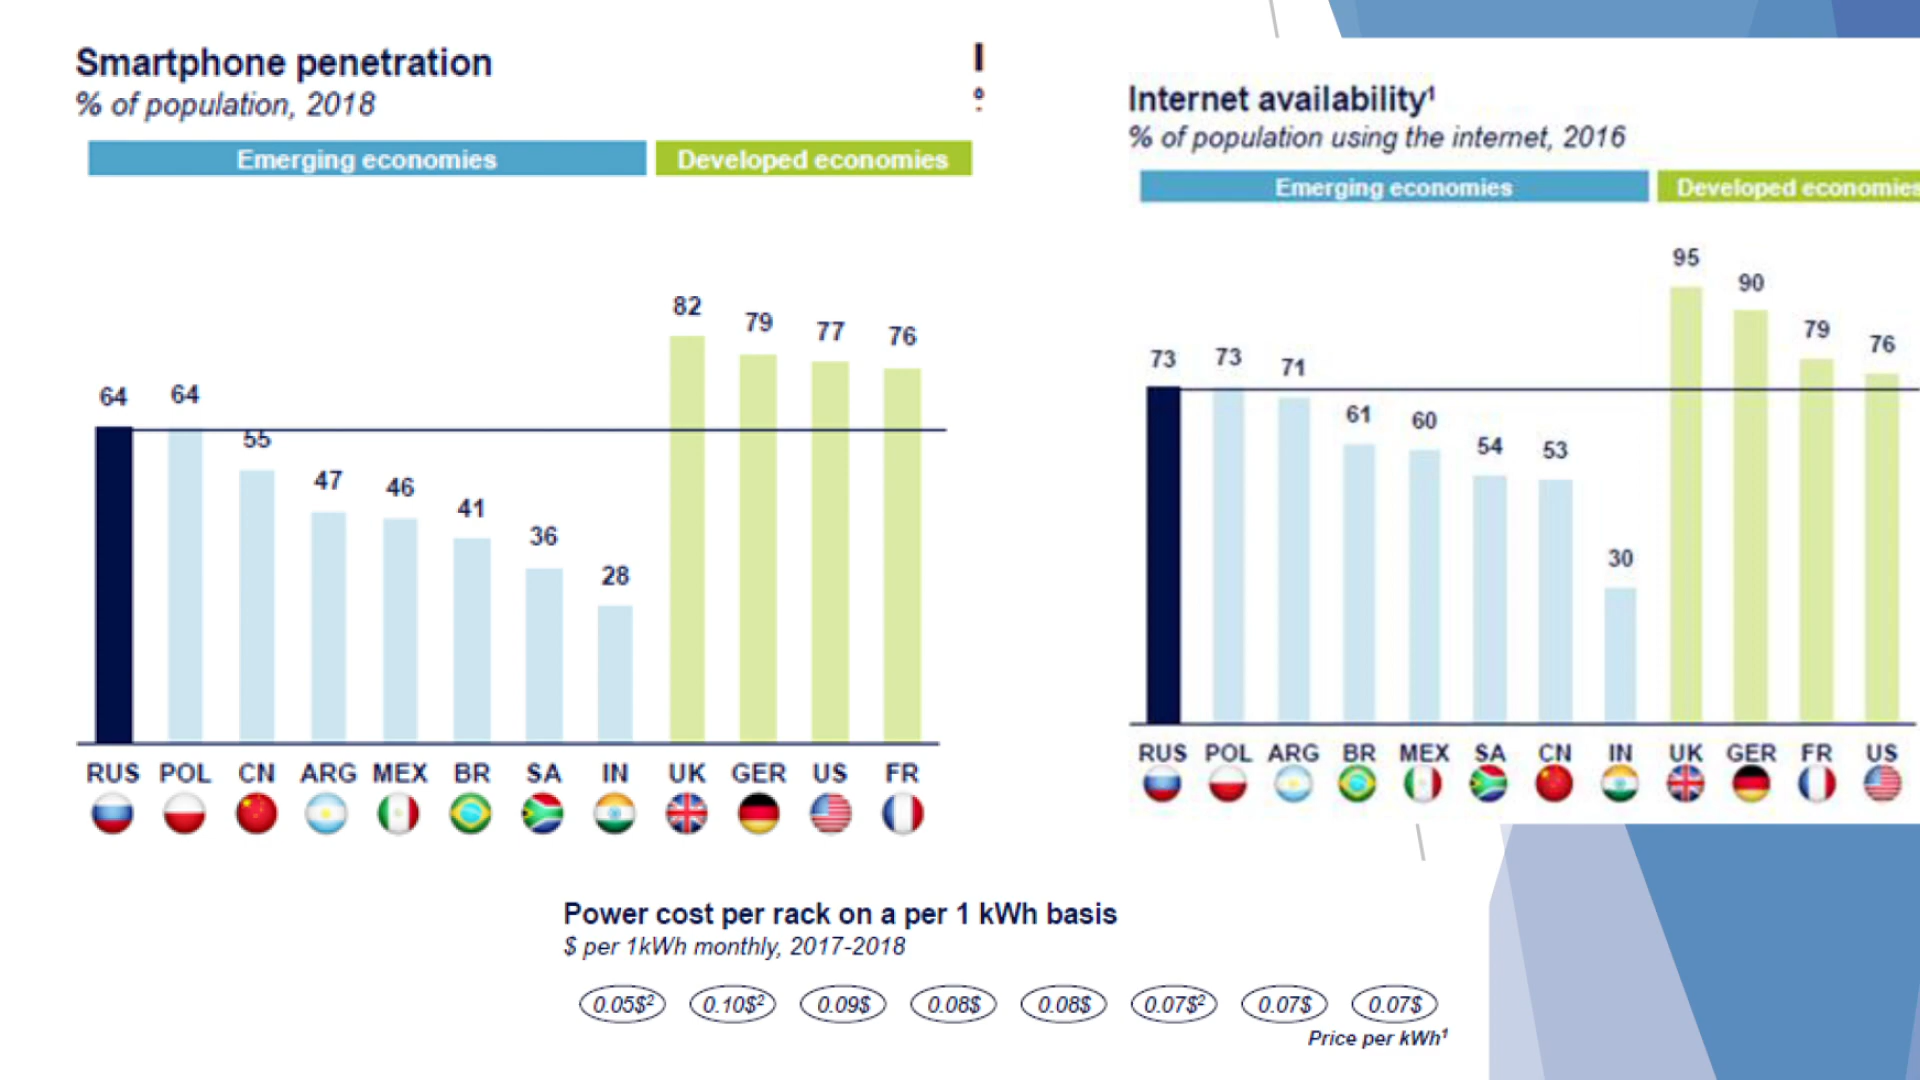 Smartphone penetration
% of population, 2018
Emerging economies
Developed economies
82
79
77
76
64
64
55
47
46
41
36
28
RUS POL CN ARG MEX BR SA IN UK GER US FR
Internet availability¹
% of population using the internet, 2016
Emerging economies
Developed economies
95
90
79
76
73
73
71
61
60
54
53
30
RUS POL ARG BR MEX SA CN IN UK GER FR US
Power cost per rack on a per 1 kWh basis
$ per 1kWh monthly, 2017-2018
0.05$² 0.10$² 0.09$ 0.08$ 0.08$ 0.07$² 0.07$ 0.07$
Price per kWh¹